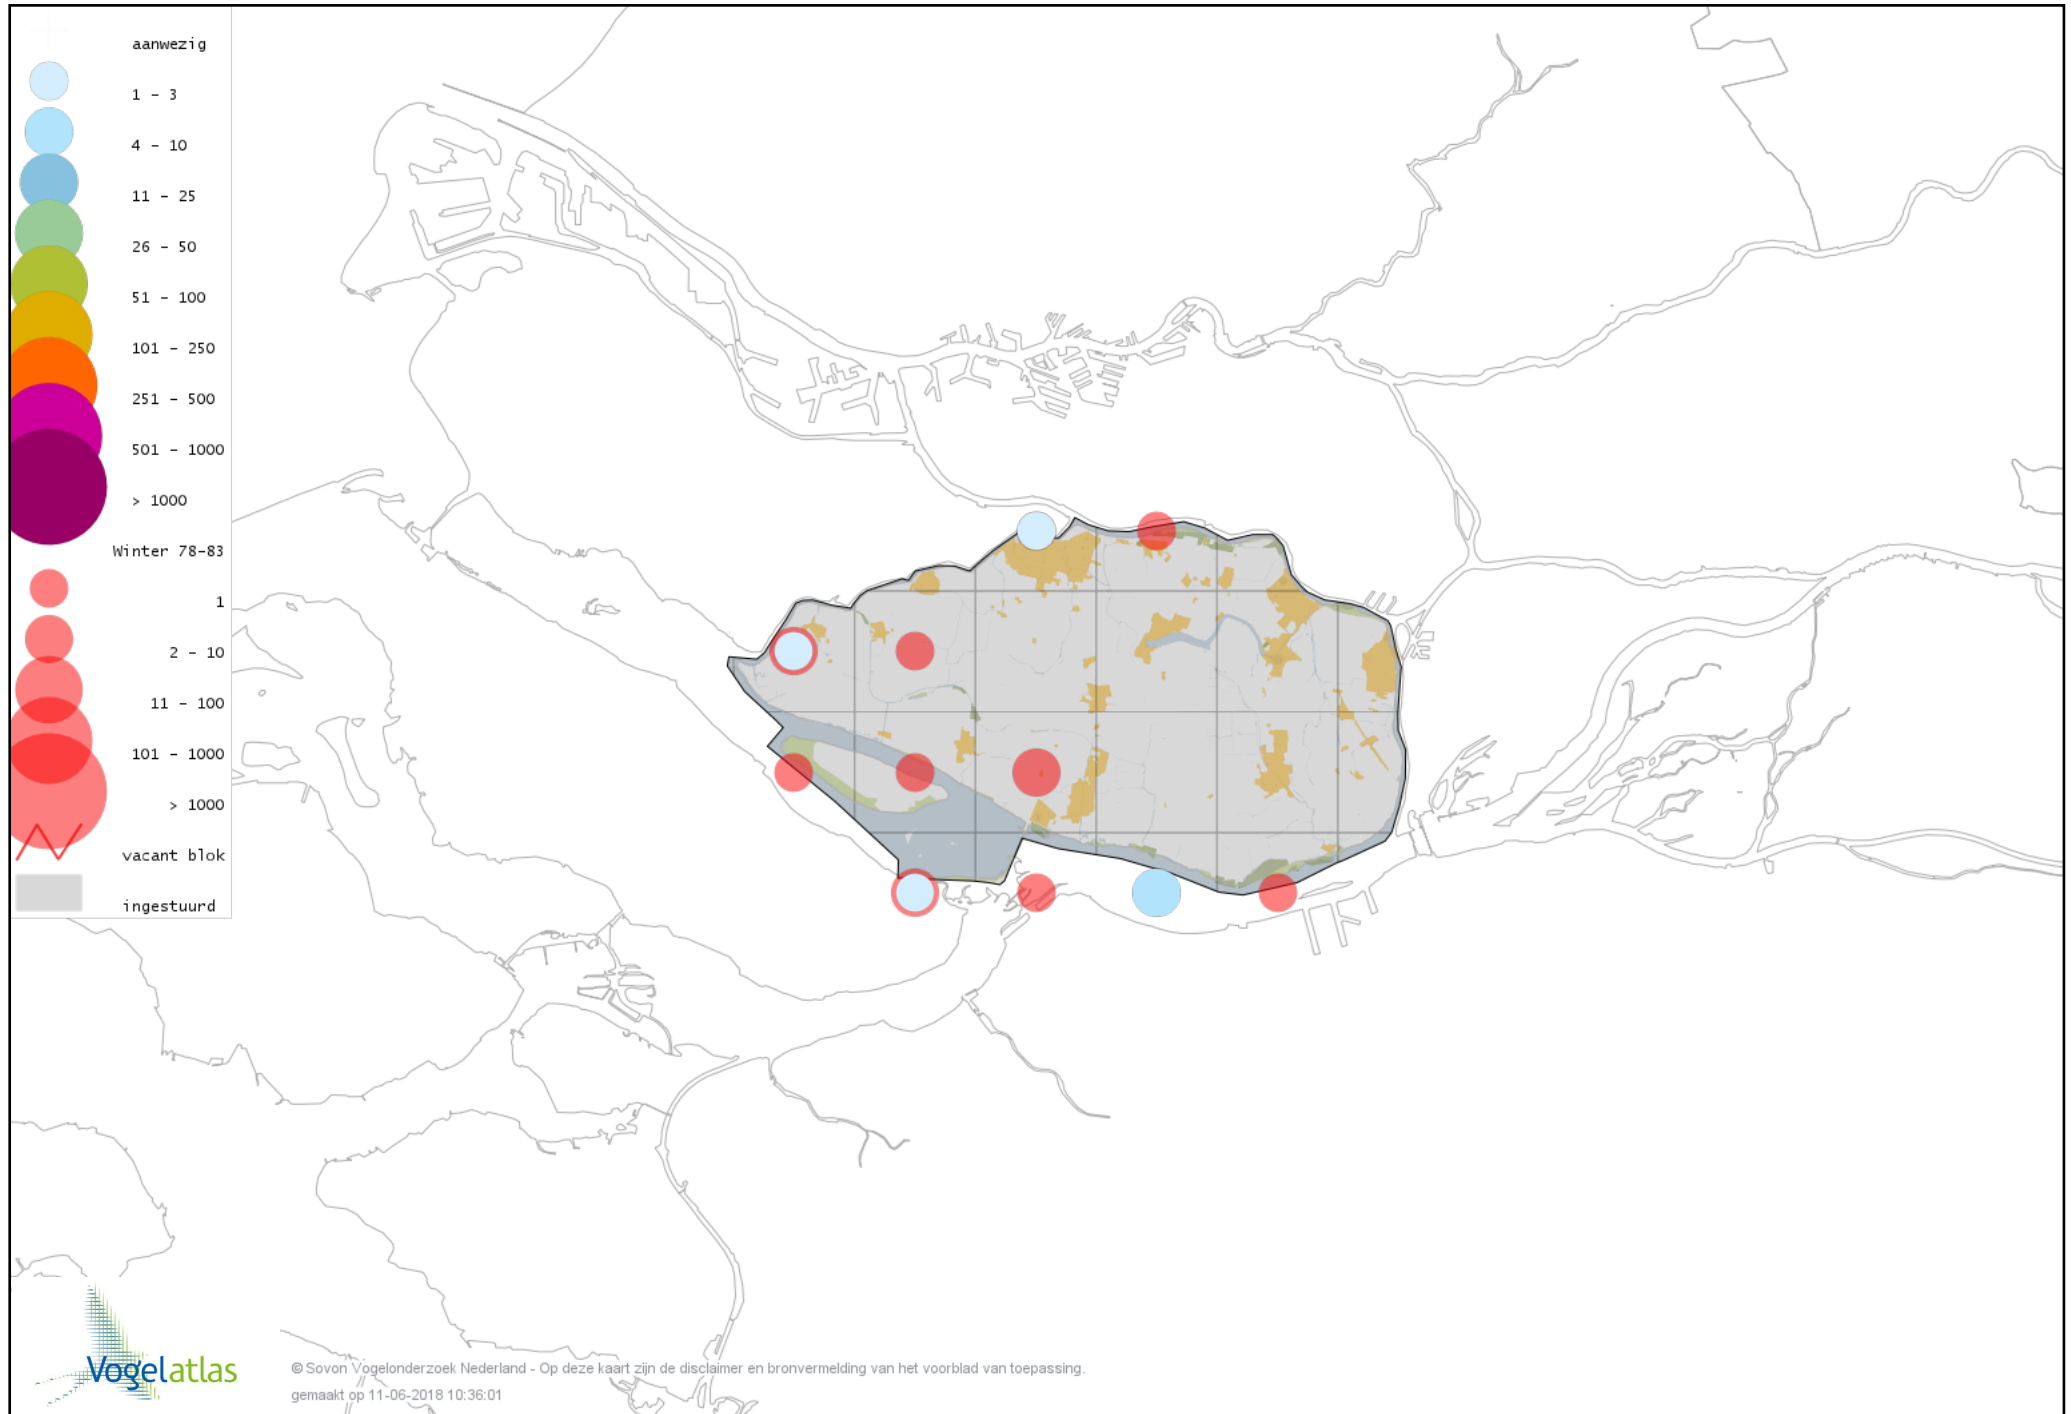 aanwezig
1 - 3
4 - 10
11 - 25
26 - 50
51 - 100
101 - 250
251 - 500
501 - 1000
> 1000
Winter 78-83
1
2 - 10
11 - 100
101 - 1000
> 1000
vacant blok
ingestuurd
Vogelatlas
© Sovon Vogelonderzoek Nederland - Op deze kaart zijn de disclaimer en bronvermelding van het voorblad van toepassing.
gemaakt op 11-06-2018 10:36:01